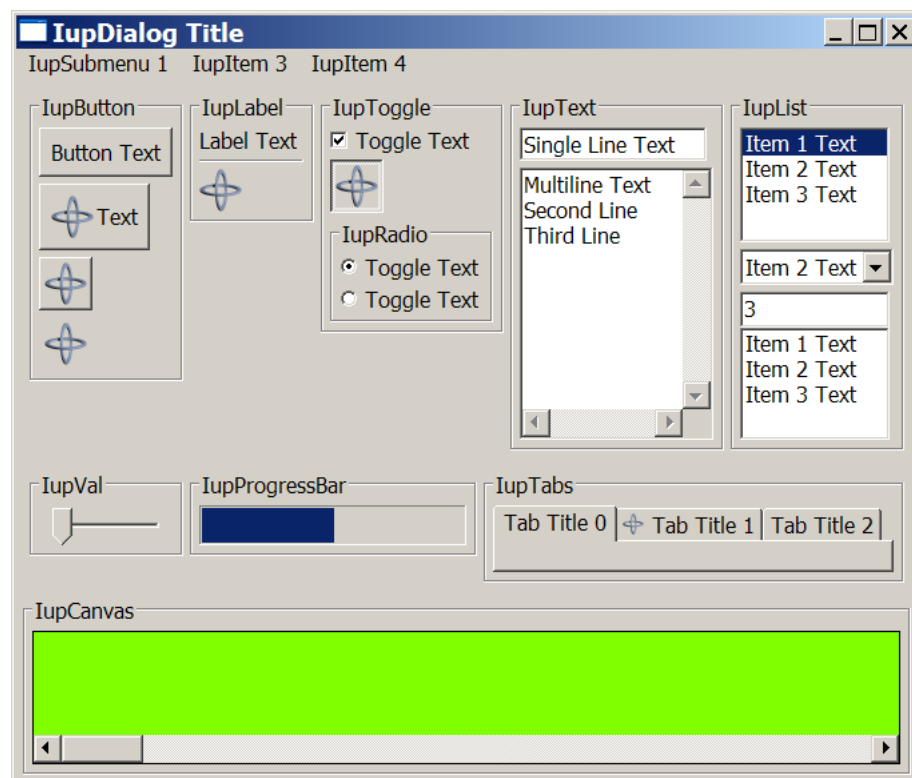 IupDialog Title
IupSubmenu 1 IupItem 3 IupItem 4
IupButton
Button Text
Text
IupLabel
Label Text
IupToggle
Toggle Text
IupRadio
Toggle Text
Toggle Text
IupText
Single Line Text
Multiline Text
Second Line
Third Line
IupList
Item 1 Text
Item 2 Text
Item 3 Text
Item 2 Text
3
Item 1 Text
Item 2 Text
Item 3 Text
IupVal
IupProgressBar
IupTabs
Tab Title 0 Tab Title 1 Tab Title 2
IupCanvas